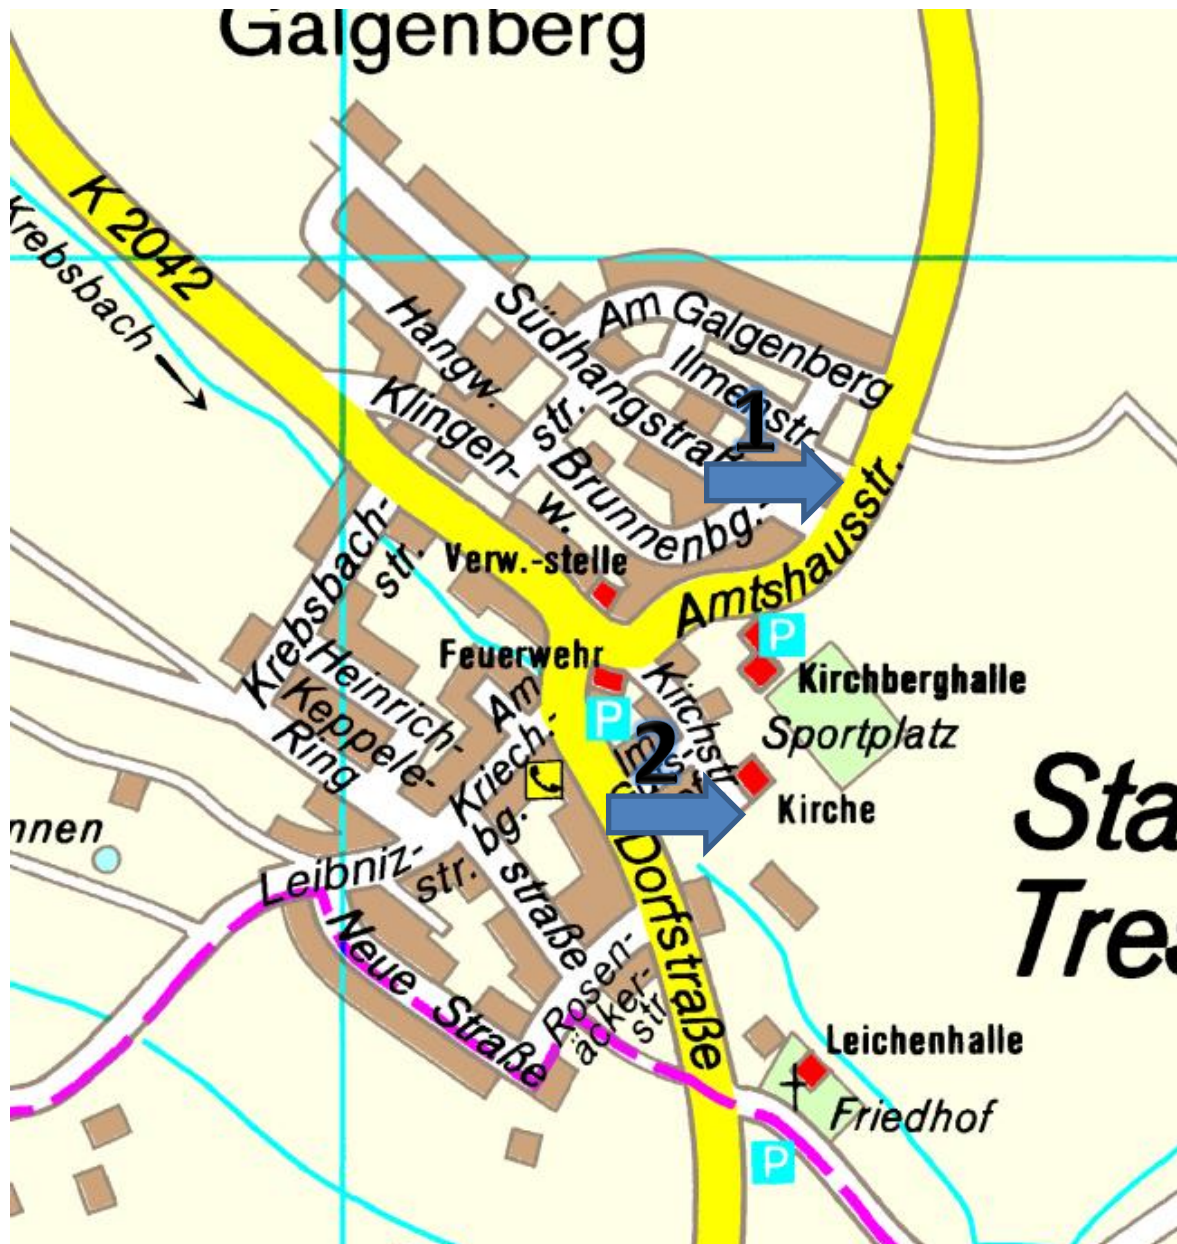 Galgenberg
K 2042
Krebsbach
Hangw.
Südhangstraß
Am Galgenberg
Ilmenstr.
1
Klingen-
w.
str.
Brunnenbg.-
Amtshausstr.
Verw.-stelle
Krebsbach-
str.
Feuerwehr
P
Kirchberghalle
Sportplatz
Heinrich-
Keppele-
Ring
Am
Kriech-
bg.
straße
P
Kirchstr
2
Kirche
Sta
Tres
nnen
Leibniz-
str.
Dorfstraße
Neue Straße
Rosen-
äcker-
str.
Leichenhalle
Friedhof
P